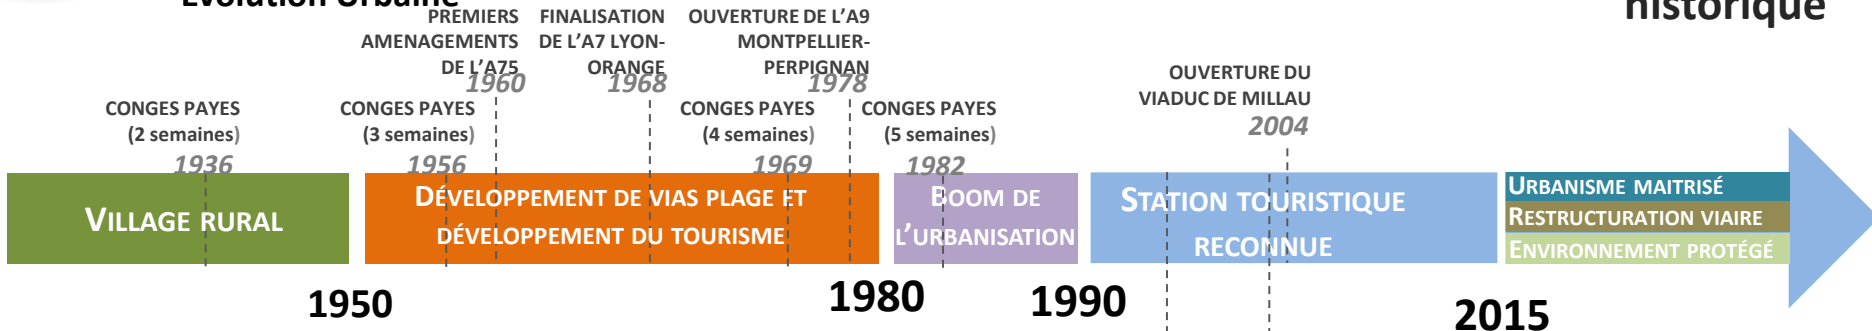 Evolution Urbaine
historique
PREMIERS
AMENAGEMENTS
DE L'A75
1960
FINALISATION
DE L'A7 LYON-
ORANGE
1968
OUVERTURE DE L'A9
MONTPELLIER-
PERPIGNAN
1978
OUVERTURE DU
VIADUC DE MILLAU
2004
CONGES PAYES
(2 semaines)
1936
CONGES PAYES
(3 semaines)
1956
CONGES PAYES
(4 semaines)
1969
CONGES PAYES
(5 semaines)
1982
VILLAGE RURAL
DÉVELOPPEMENT DE VIAS PLAGE ET
DÉVELOPPEMENT DU TOURISME
BOOM DE
L'URBANISATION
STATION TOURISTIQUE
RECONNUE
URBANISME MAITRISÉ
RESTRUCTURATION VIAIRE
ENVIRONNEMENT PROTÉGÉ
1950
1980
1990
2015